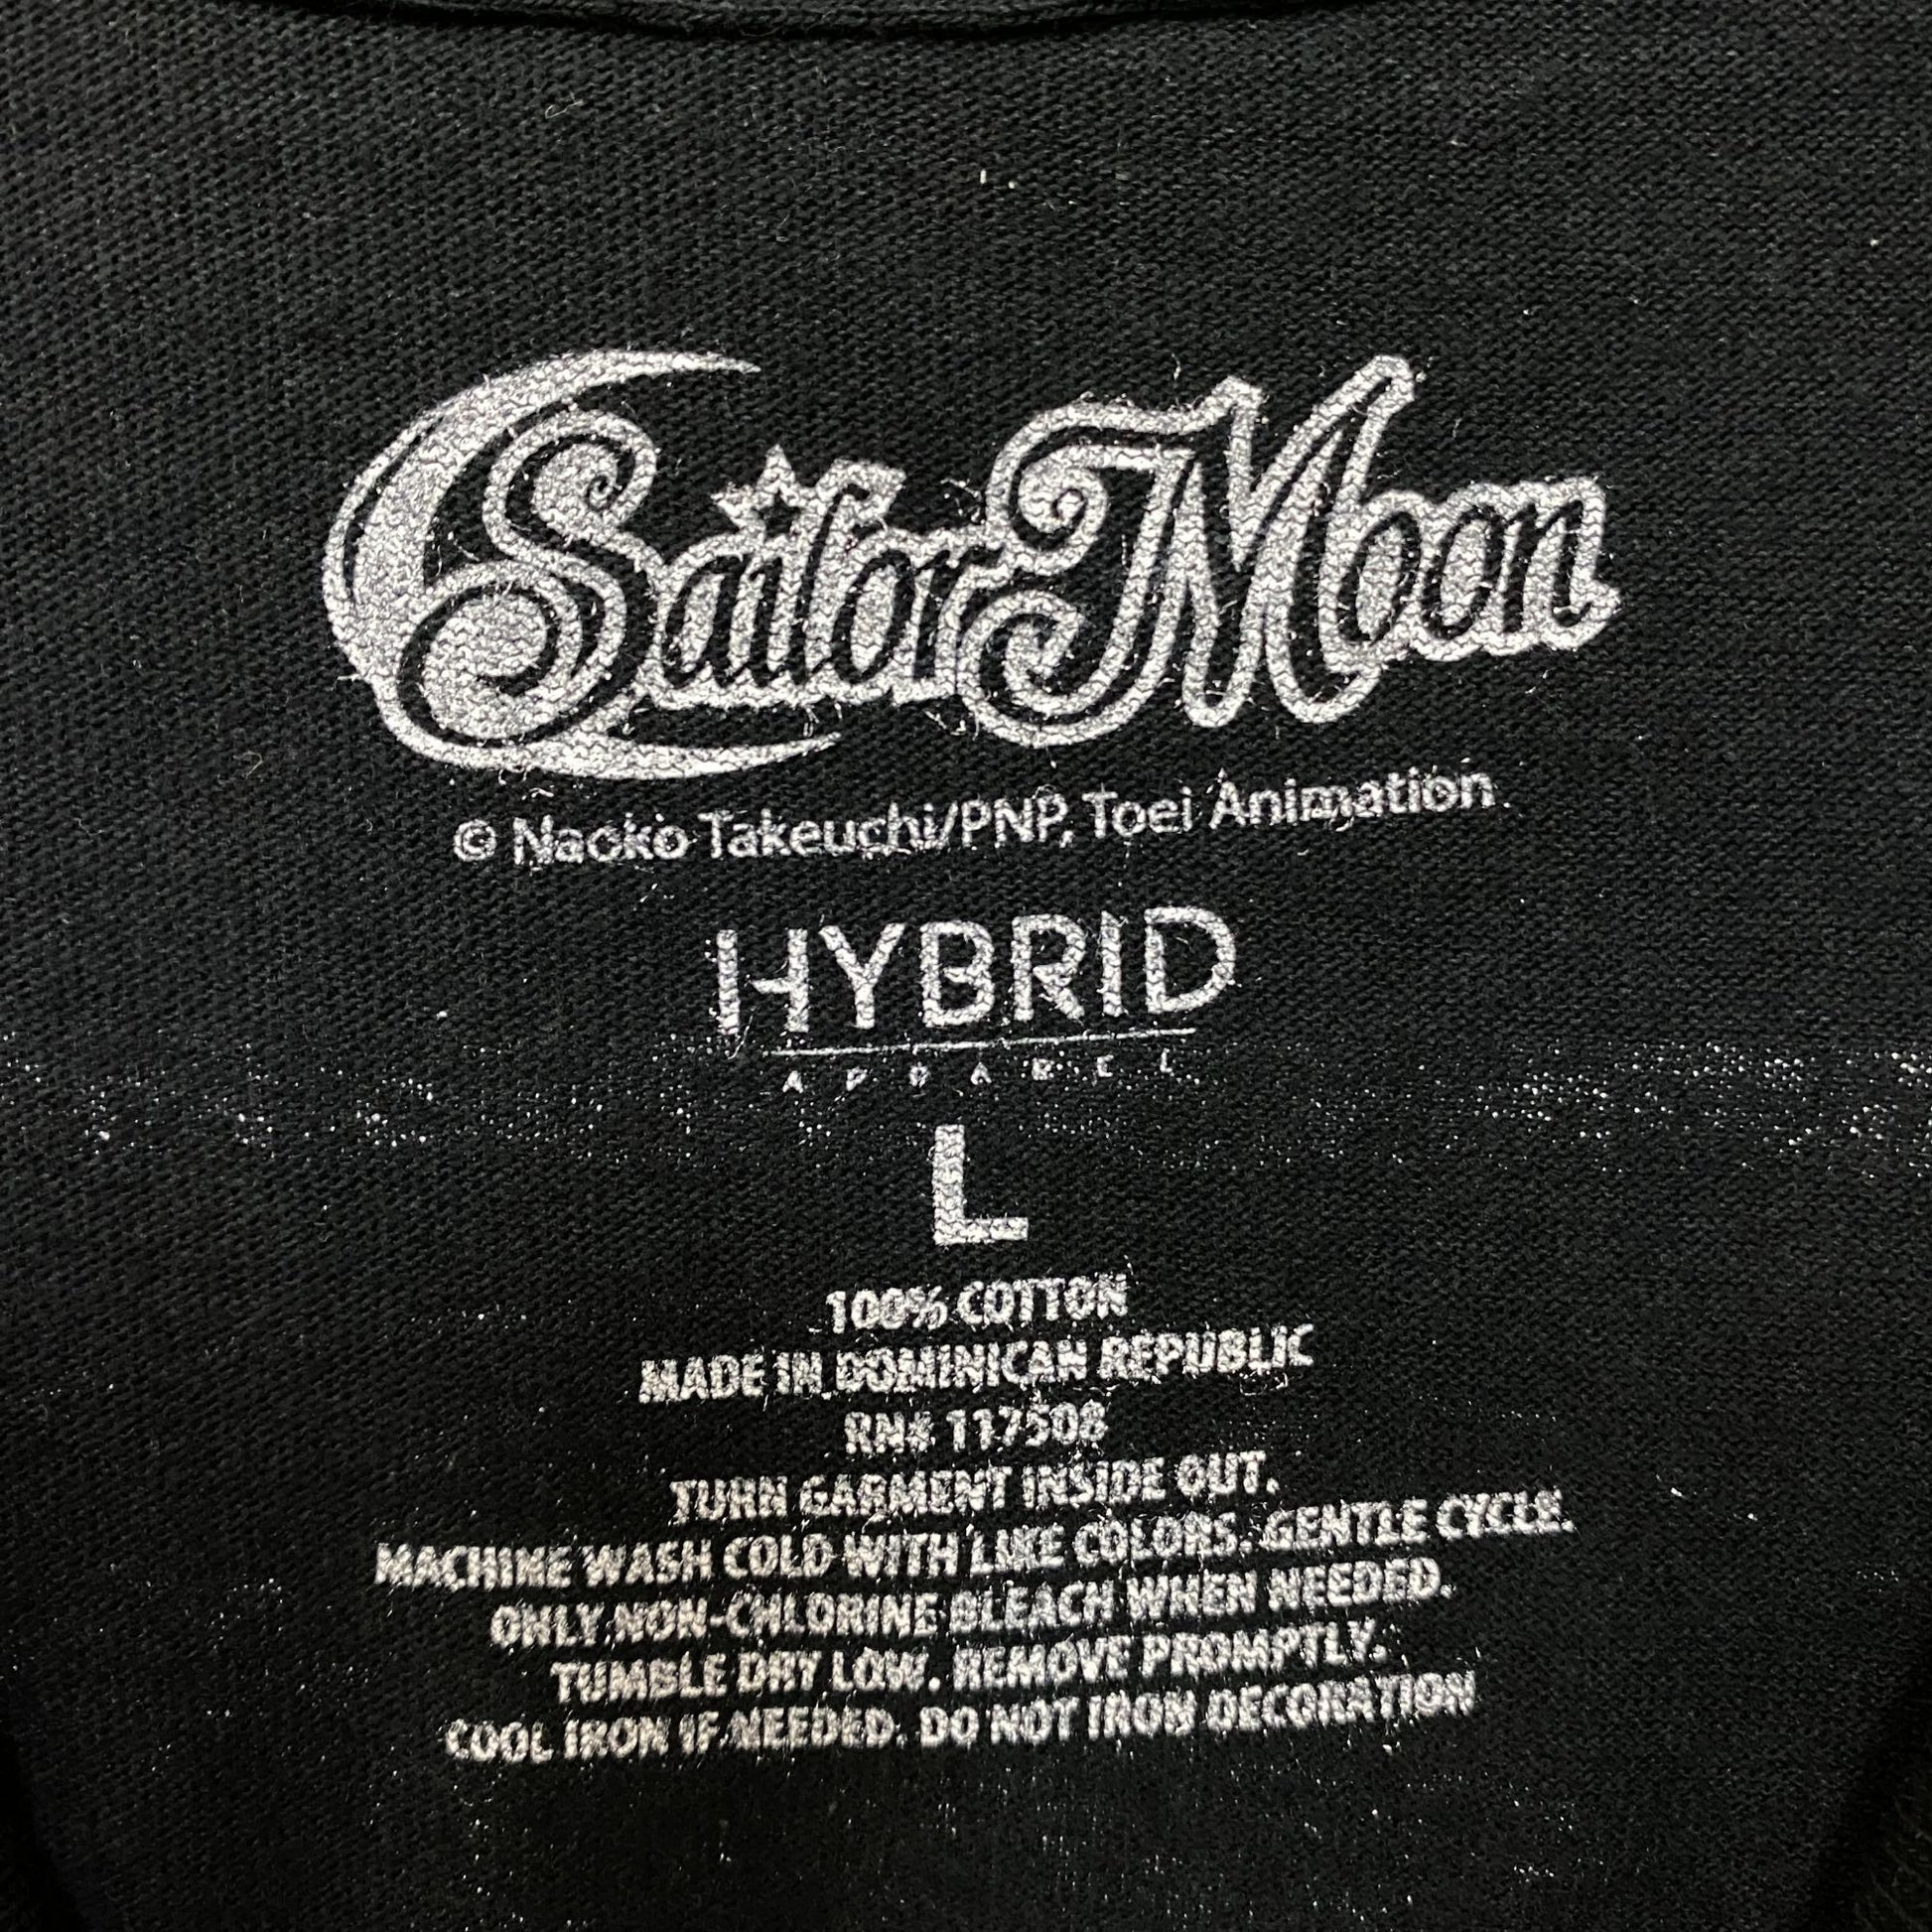 Sailor Moon
© Naoko Takeuchi/PNP, Toei Animation
HYBRID
APPAREL
L
100% COTTON
MADE IN DOMINICAN REPUBLIC
RN# 117508
TURN GARMENT INSIDE OUT.
MACHINE WASH COLD WITH LIKE COLORS. GENTLE CYCLE.
ONLY NON-CHLORINE BLEACH WHEN NEEDED.
TUMBLE DRY LOW. REMOVE PROMPTLY.
COOL IRON IF NEEDED. DO NOT IRON DECORATION